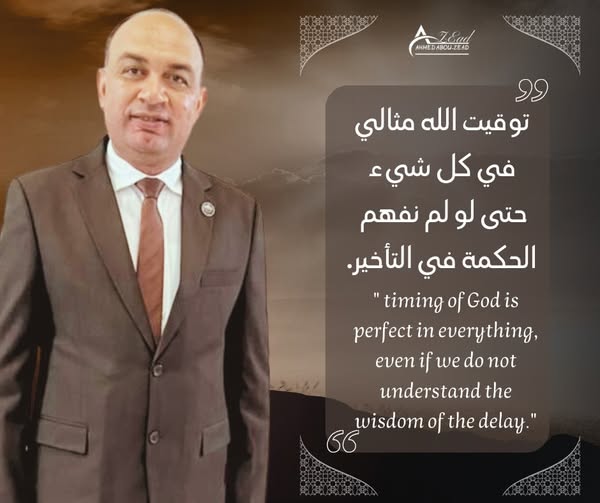 AZEad
AHMED ABOU-ZEAD
توقيت الله مثالي
في كل شيء
حتى لو لم نفهم
الحكمة في التأخير.
" timing of God is
perfect in everything,
even if we do not
understand the
wisdom of the delay."